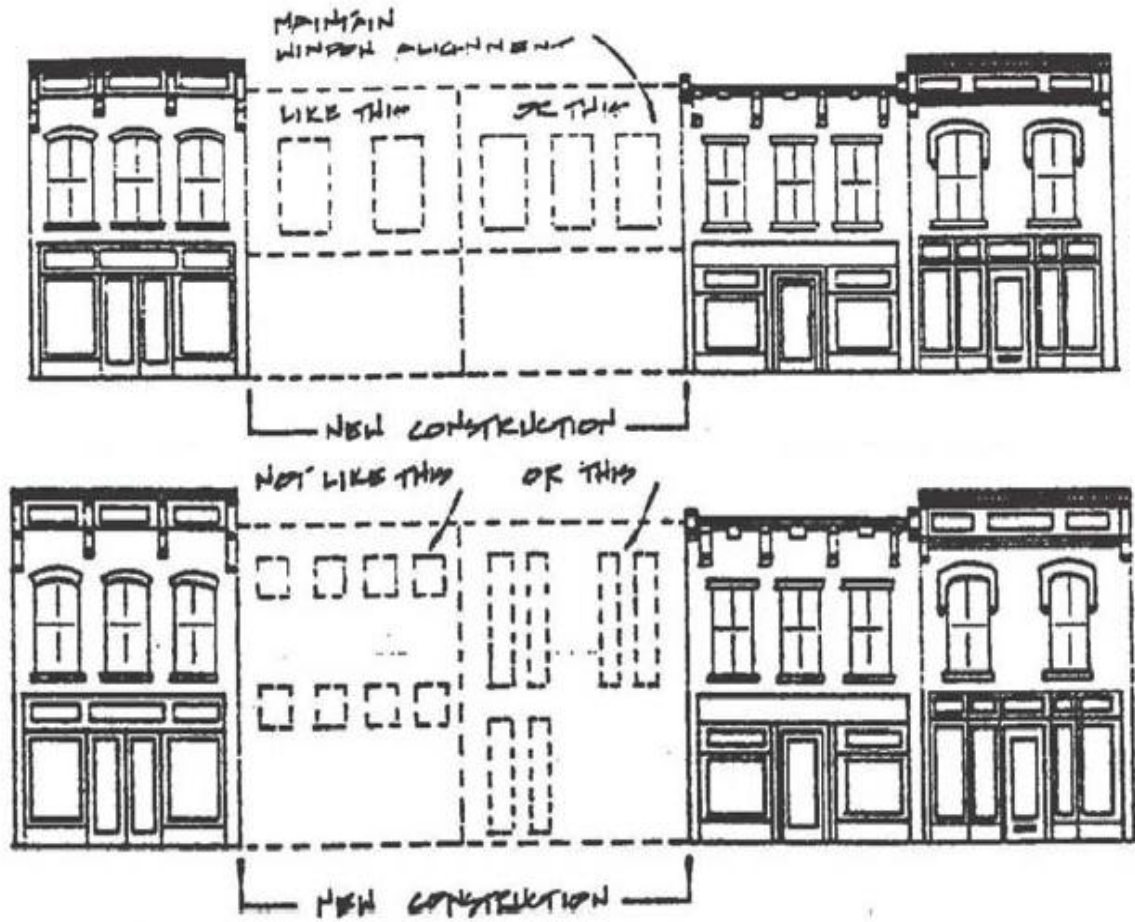 MAINTAIN
WINDOW ALIGNMENT
LIKE THIS
OR THIS
NEW CONSTRUCTION
NOT LIKE THIS
OR THIS
NEW CONSTRUCTION